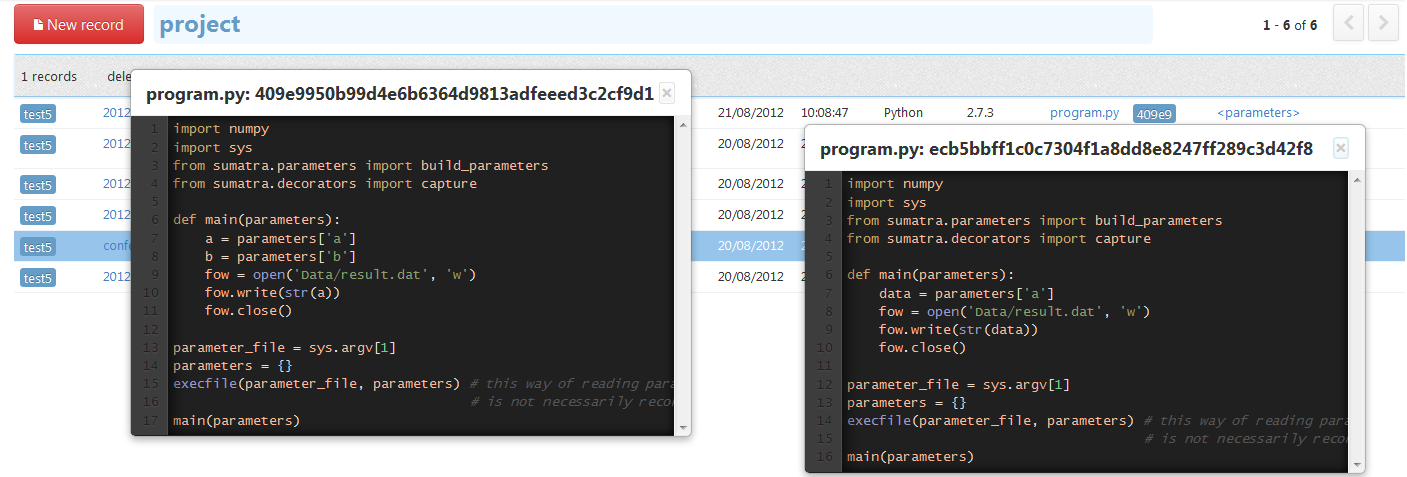 New record
project
1 - 6 of 6
1 records
dele
test5
2012
21/08/2012
10:08:47
Python
2.7.3
program.py
409e9
<parameters>
test5
2012
20/08/2012
2
test5
2012
20/08/2012
2
test5
2012
20/08/2012
2
test5
confe
20/08/2012
2
test5
2012
20/08/2012
2
program.py: 409e9950b99d4e6b6364d9813adfeeed3c2cf9d1
1 import numpy
2 import sys
3 from sumatra.parameters import build_parameters
4 from sumatra.decorators import capture
5
6 def main(parameters):
7     a = parameters['a']
8     b = parameters['b']
9     fow = open('Data/result.dat', 'w')
10     fow.write(str(a))
11     fow.close()
12
13 parameter_file = sys.argv[1]
14 parameters = {}
15 execfile(parameter_file, parameters) # this way of reading para
16 # is not necessarily recom
17 main(parameters)
program.py: ecb5bbff1c0c7304f1a8dd8e8247ff289c3d42f8
1 import numpy
2 import sys
3 from sumatra.parameters import build_parameters
4 from sumatra.decorators import capture
5
6 def main(parameters):
7     data = parameters['a']
8     fow = open('Data/result.dat', 'w')
9     fow.write(str(data))
10     fow.close()
11
12 parameter_file = sys.argv[1]
13 parameters = {}
14 execfile(parameter_file, parameters) # this way of reading para
15 # is not necessarily recom
16 main(parameters)